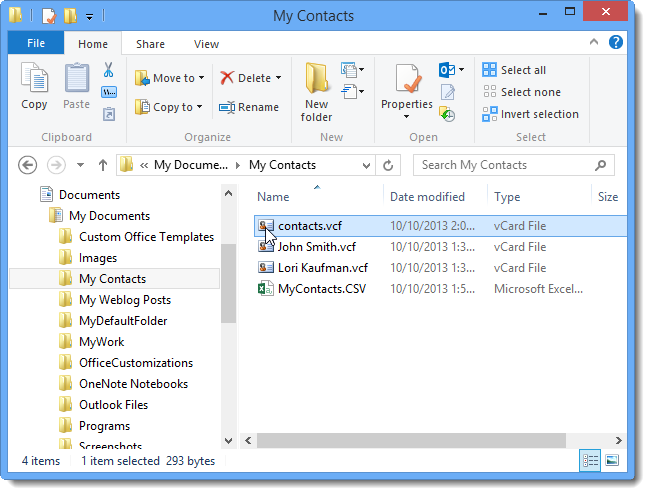 My Contacts
File Home Share View
Copy
Paste
Move to
Copy to
Delete
Rename
New folder
Properties
Select all
Select none
Invert selection
Clipboard Organize New Open Select
« My Docume... My Contacts
Search My Contacts
Documents
My Documents
Custom Office Templates
Images
My Contacts
My Weblog Posts
MyDefaultFolder
MyWork
OfficeCustomizations
OneNote Notebooks
Outlook Files
Programs
Screenshots
Name Date modified Type Size
contacts.vcf 10/10/2013 2:0... vCard File
John Smith.vcf 10/10/2013 1:3... vCard File
Lori Kaufman.vcf 10/10/2013 1:3... vCard File
MyContacts.CSV 10/10/2013 1:5... Microsoft Excel...
4 items 1 item selected 293 bytes